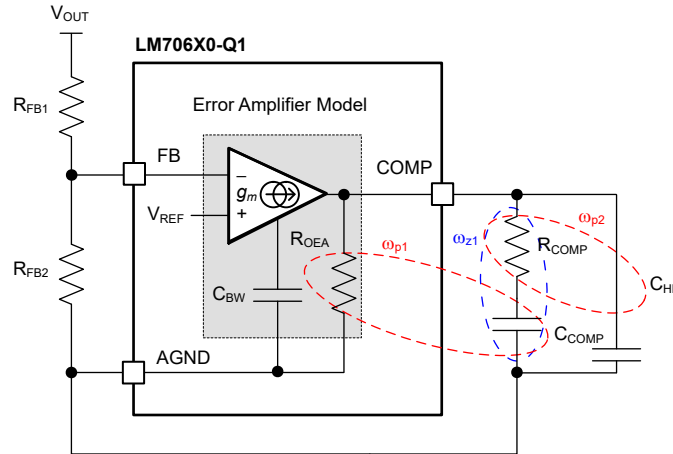 VOUT
LM706X0-Q1
RFB1
Error Amplifier Model
FB
COMP
−
gm
+
VREF
ROEA
ωp1
ωz1
ωp2
RCOMP
RFB2
CBW
CCOMP
AGND